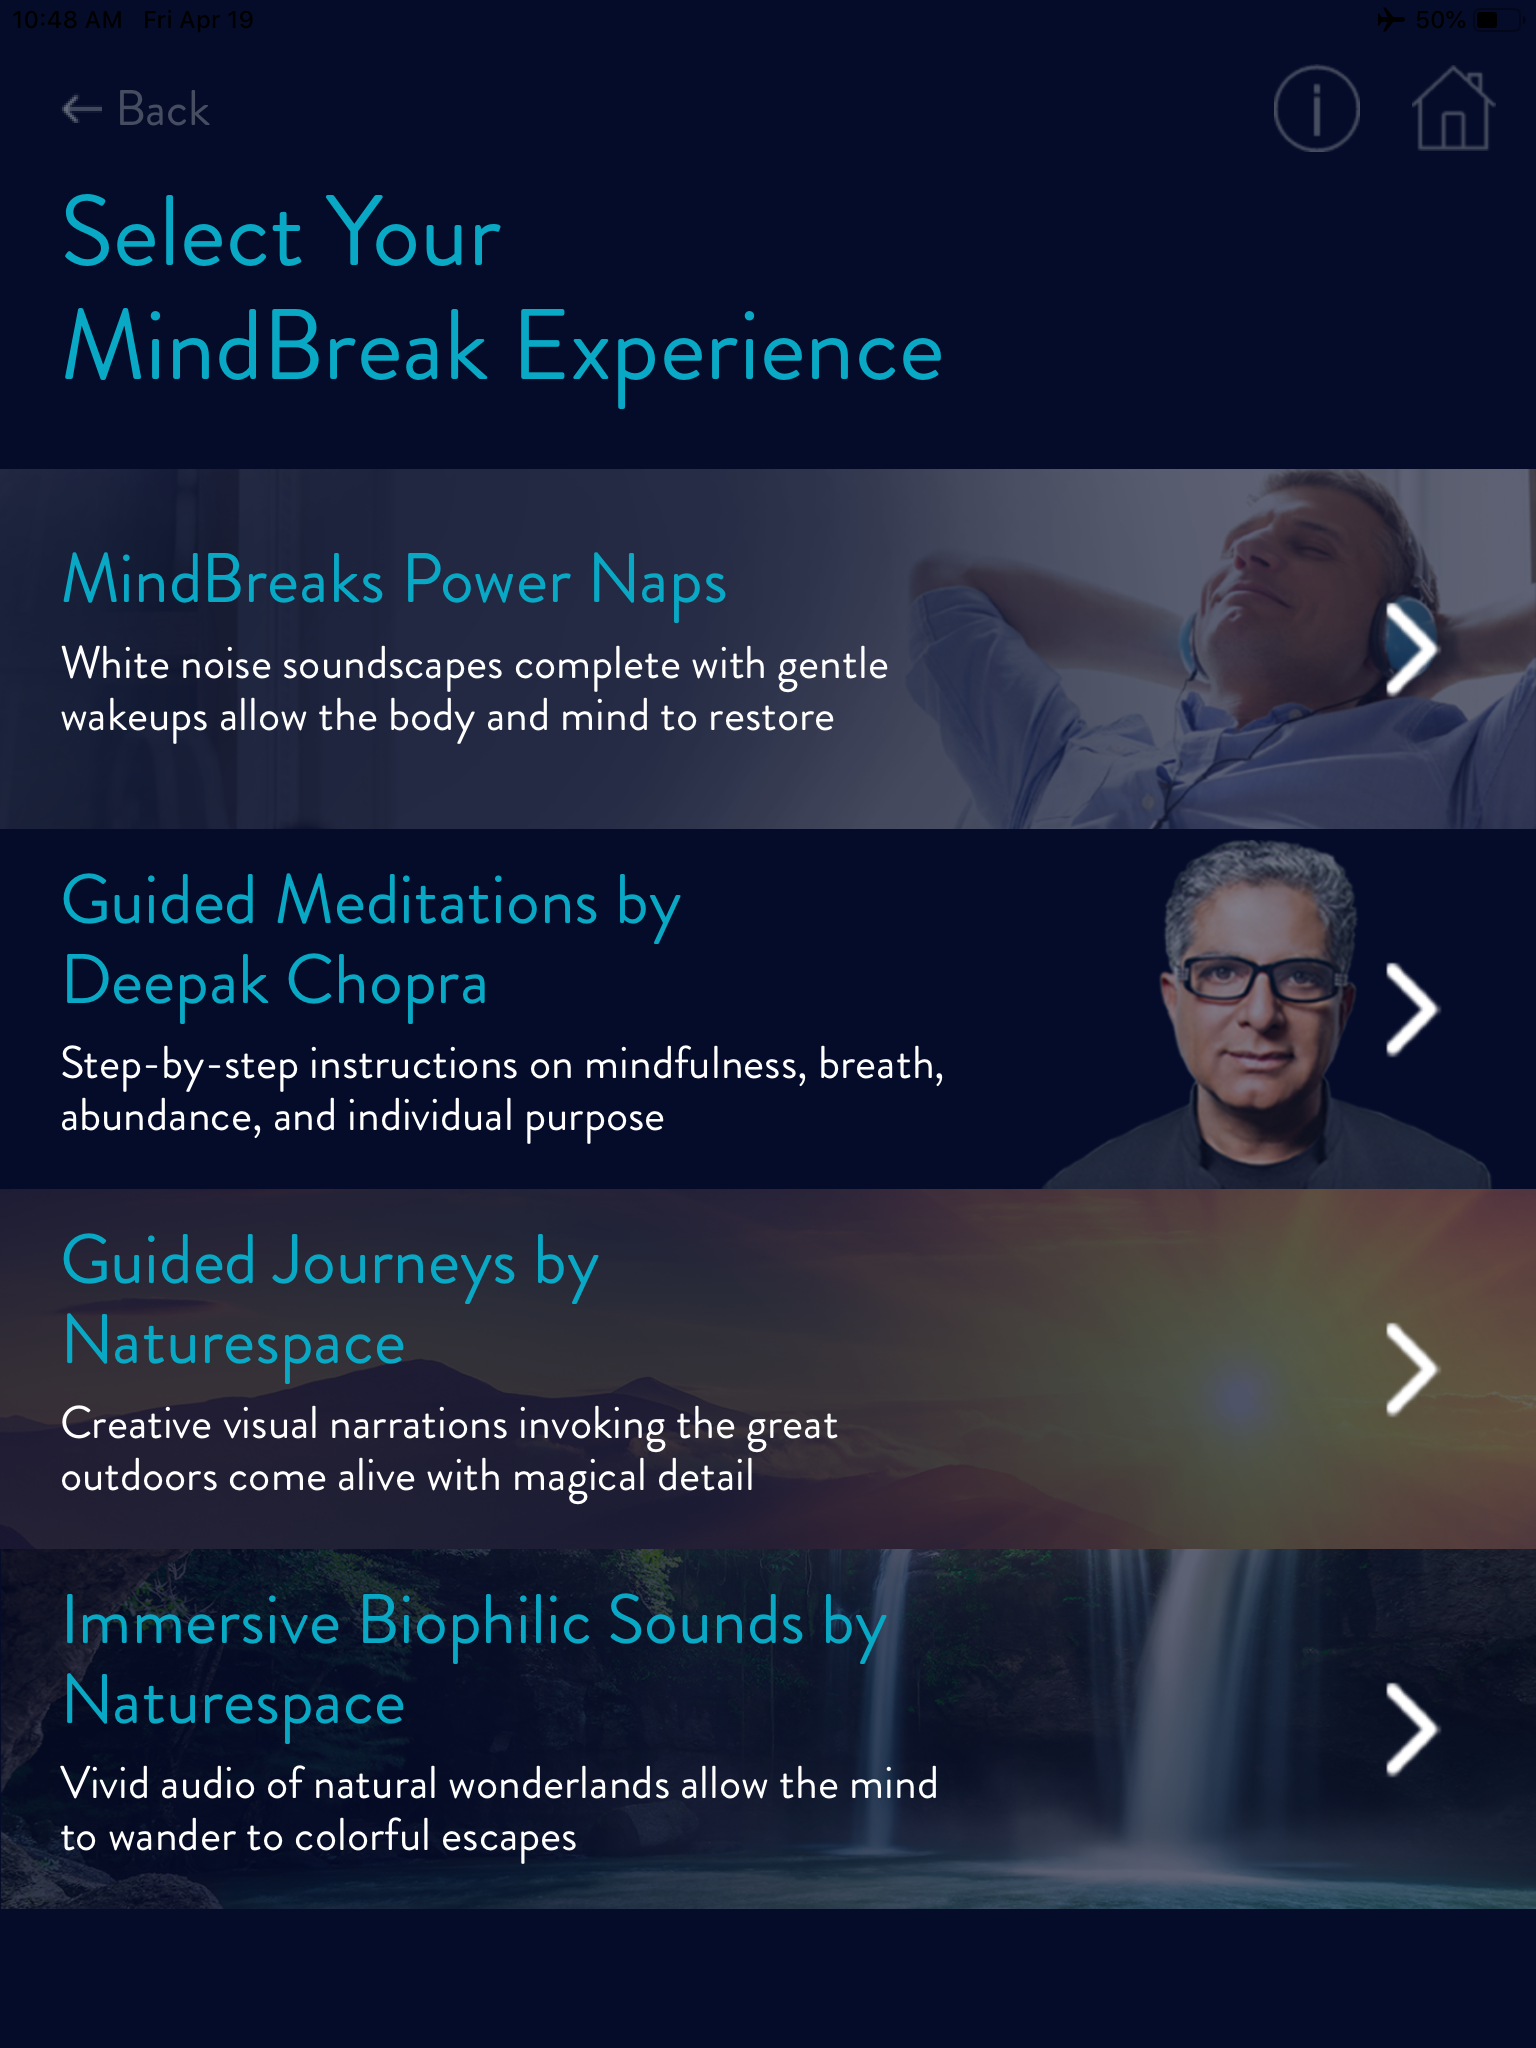 10:48 AM Fri Apr 19 50%
← Back
Select Your
MindBreak Experience
MindBreaks Power Naps
White noise soundscapes complete with gentle
wakeups allow the body and mind to restore
Guided Meditations by
Deepak Chopra
Step-by-step instructions on mindfulness, breath,
abundance, and individual purpose
Guided Journeys by
Naturespace
Creative visual narrations invoking the great
outdoors come alive with magical detail
Immersive Biophilic Sounds by
Naturespace
Vivid audio of natural wonderlands allow the mind
to wander to colorful escapes